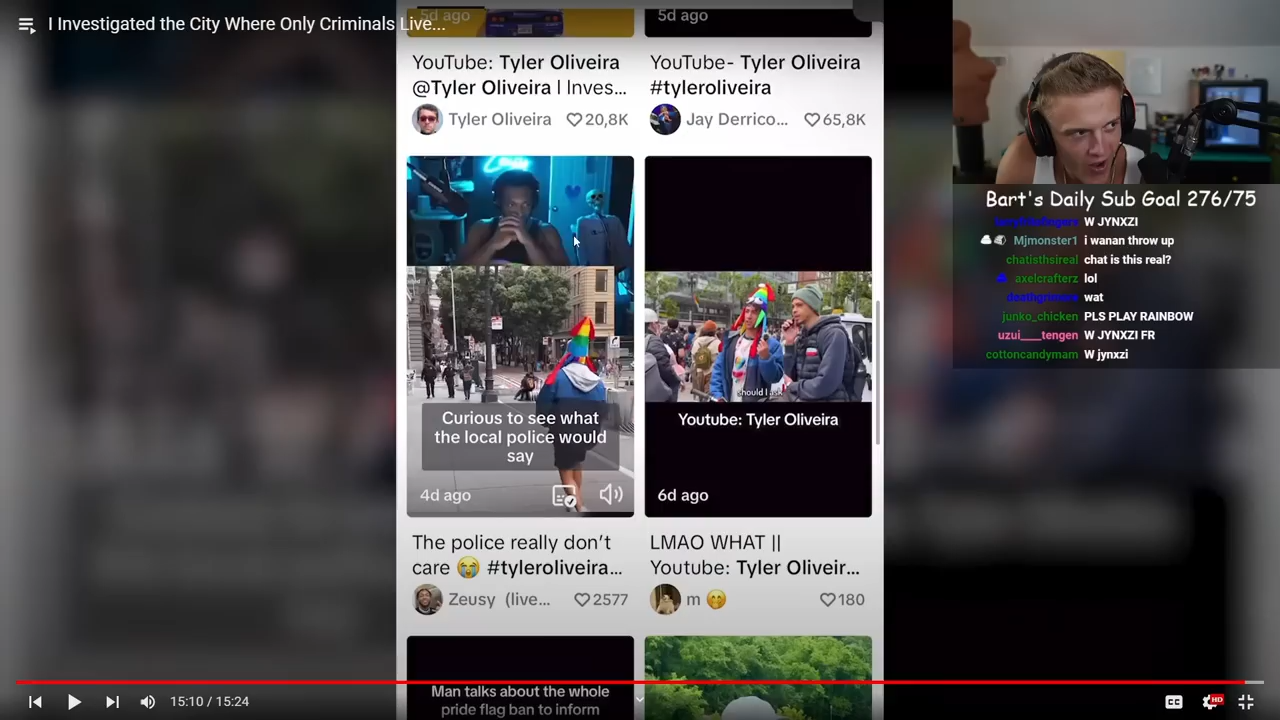 I Investigated the City Where Only Criminals Live...
5d ago
5d ago
YouTube: Tyler Oliveira
@Tyler Oliveira I Inves...
Tyler Oliveira
20,8K
YouTube- Tyler Oliveira
#tyleroliveira
Jay Derrico...
65,8K
Curious to see what
the local police would
say
4d ago
should I ask
Youtube: Tyler Oliveira
6d ago
The police really don't
care 😭 #tyleroliveira...
Zeusy (live...
2577
LMAO WHAT ||
Youtube: Tyler Oliveir...
m 🤭
180
Man talks about the whole
pride flag ban to inform
Bart's Daily Sub Goal 276/75
W JYNXZI
Mjmonster1 i wanan throw up
chatisthsireal chat is this real?
axelcrafterz lol
wat
junko_chicken PLS PLAY RAINBOW
uzui___tengen W JYNXZI FR
cottoncandymam W jynxzi
15:10 / 15:24
CC
HD